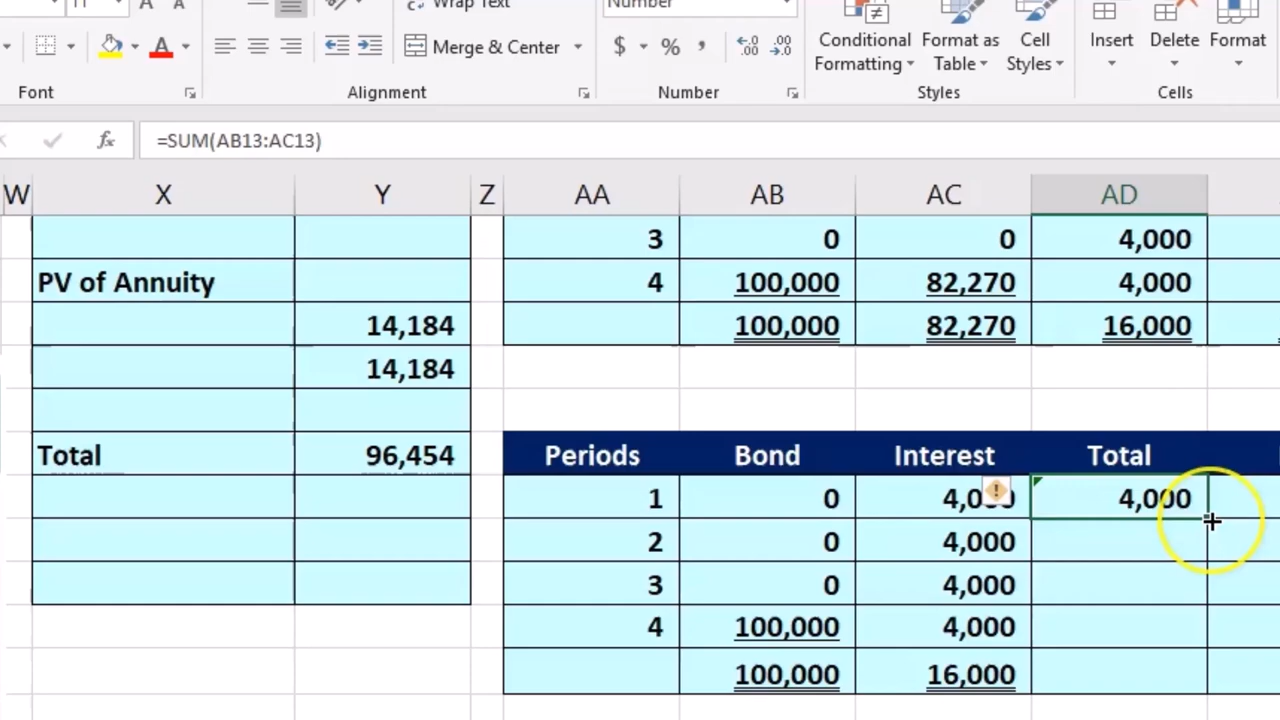 11 A A Wrap Text Number
Merge & Center $ % , Conditional Formatting Format as Table Cell Styles Insert Delete Format
Font Alignment Number Styles Cells
fx =SUM(AB13:AC13)
W X Y Z AA AB AC AD
3 0 0 4,000
PV of Annuity 4 100,000 82,270 4,000
14,184 100,000 82,270 16,000
14,184
Total 96,454 Periods Bond Interest Total
1 0 4,000 4,000
2 0 4,000
3 0 4,000
4 100,000 4,000
100,000 16,000